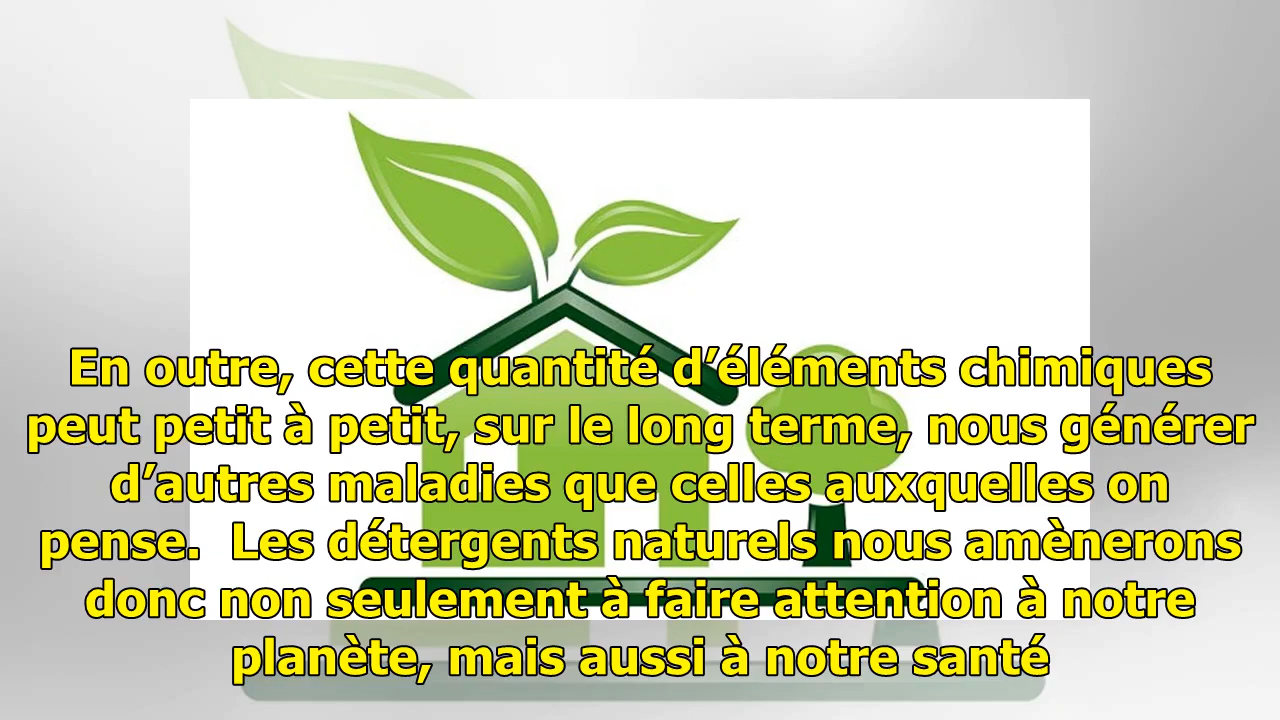 En outre, cette quantité d’éléments chimiques
peut petit à petit, sur le long terme, nous générer
d’autres maladies que celles auxquelles on
pense.  Les détergents naturels nous amènerons
donc non seulement à faire attention à notre
planète, mais aussi à notre santé